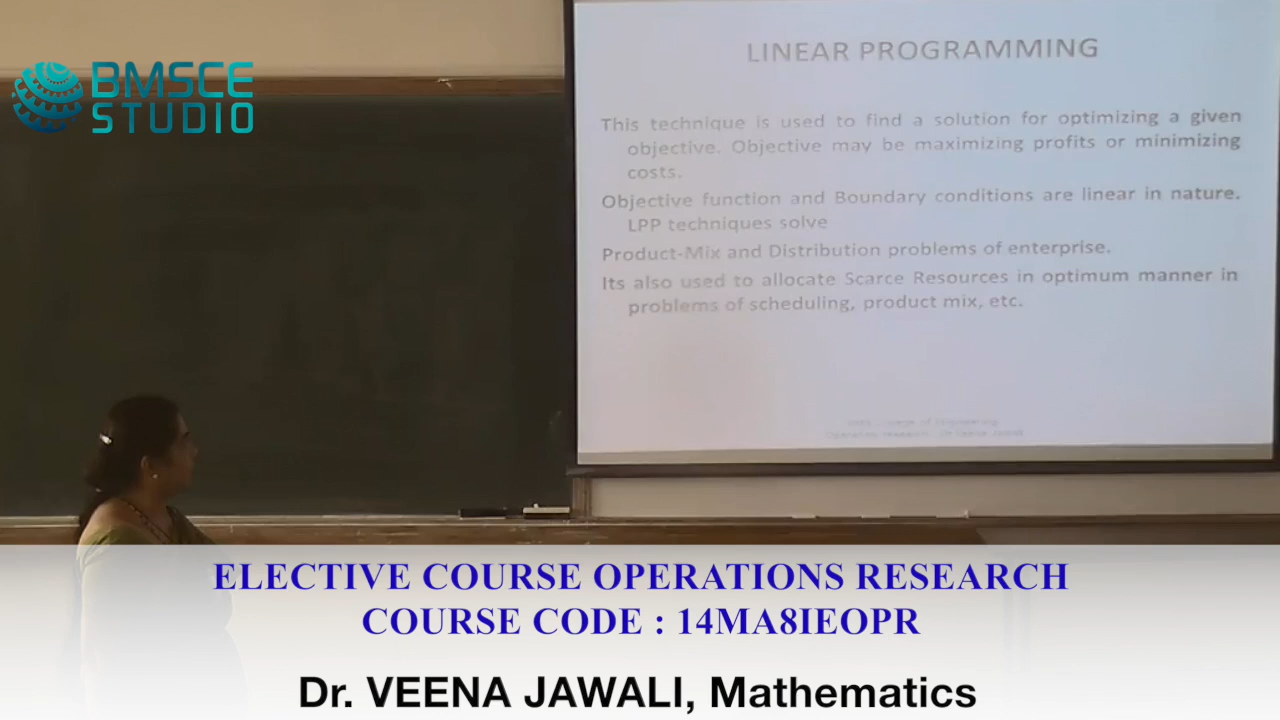 BMSCE
STUDIO
LINEAR PROGRAMMING
This technique is used to find a solution for optimizing a given
objective. Objective may be maximizing profits or minimizing
costs.
Objective function and Boundary conditions are linear in nature.
LPP techniques solve
Product-Mix and Distribution problems of enterprise.
Its also used to allocate Scarce Resources in optimum manner in
problems of scheduling, product mix, etc.
ELECTIVE COURSE OPERATIONS RESEARCH
COURSE CODE : 14MA8IEOPR
Dr. VEENA JAWALI, Mathematics